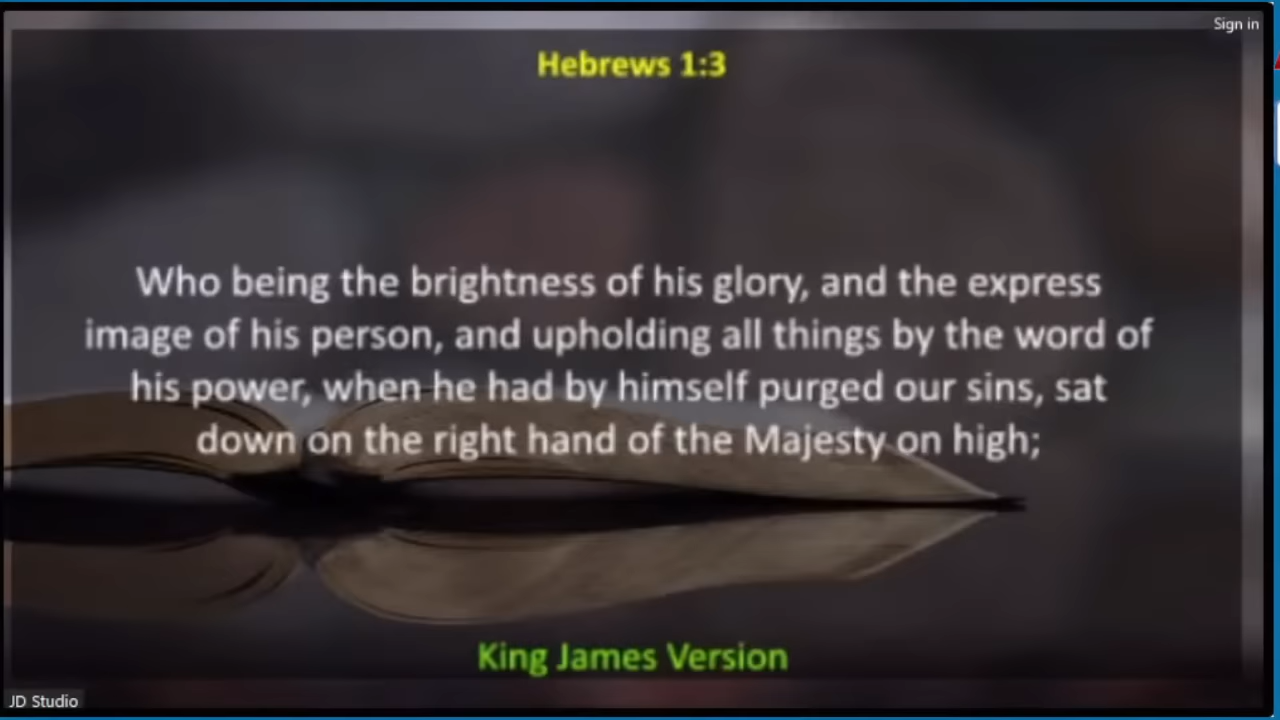 Sign in
Hebrews 1:3
Who being the brightness of his glory, and the express
image of his person, and upholding all things by the word of
his power, when he had by himself purged our sins, sat
down on the right hand of the Majesty on high;
King James Version
JD Studio